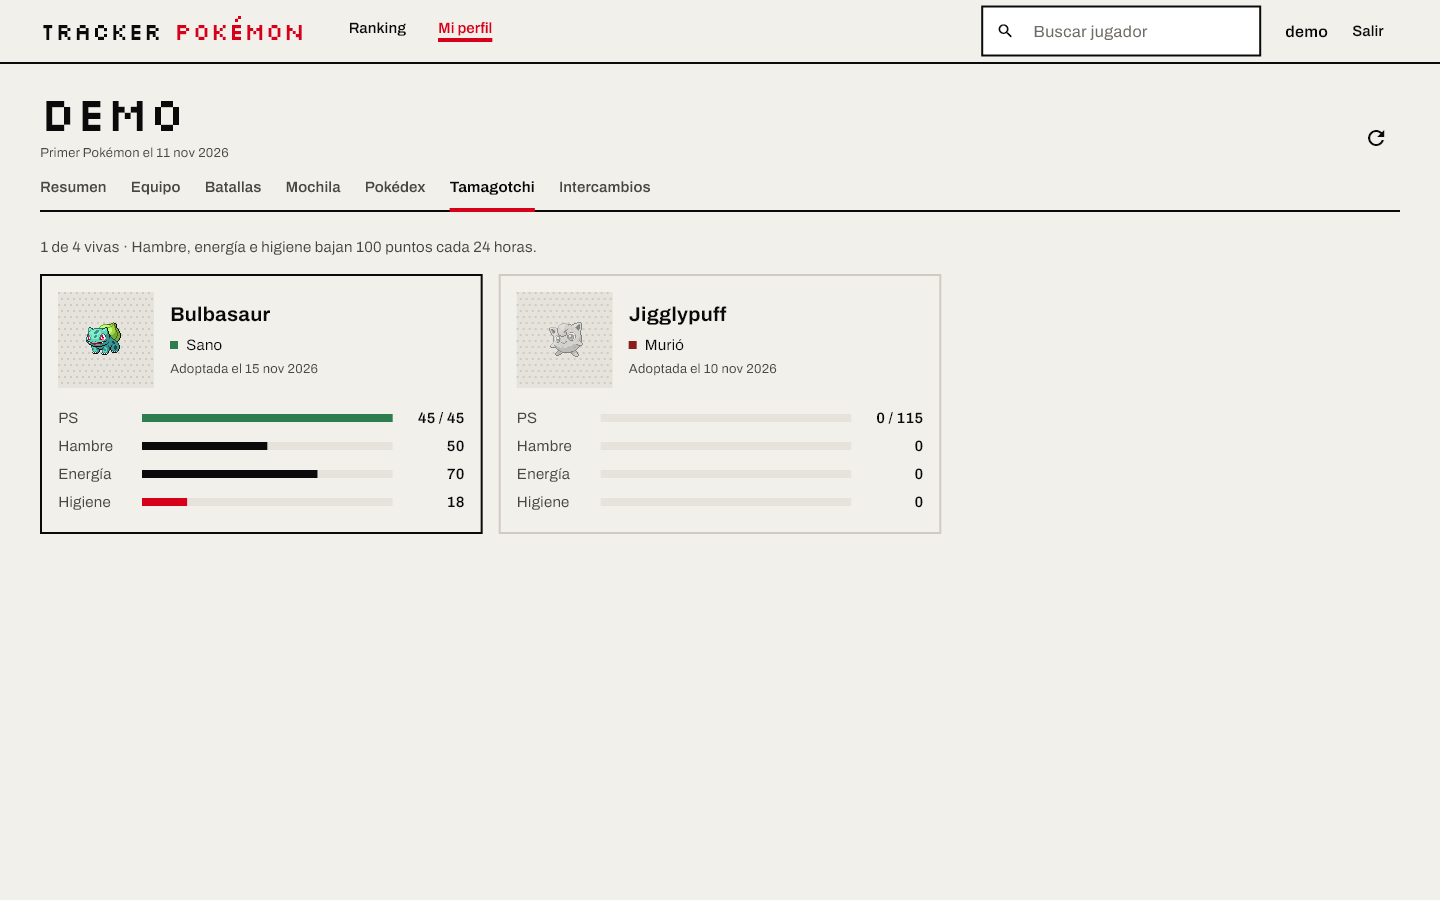 TRACKER POKÉMON
Ranking
Mi perfil
Buscar jugador
demo
Salir
DEMO
Primer Pokémon el 11 nov 2026
Resumen
Equipo
Batallas
Mochila
Pokédex
Tamagotchi
Intercambios
1 de 4 vivas · Hambre, energía e higiene bajan 100 puntos cada 24 horas.
Bulbasaur
Sano
Adoptada el 15 nov 2026
PS 45 / 45
Hambre 50
Energía 70
Higiene 18
Jigglypuff
Murió
Adoptada el 10 nov 2026
PS 0 / 115
Hambre 0
Energía 0
Higiene 0